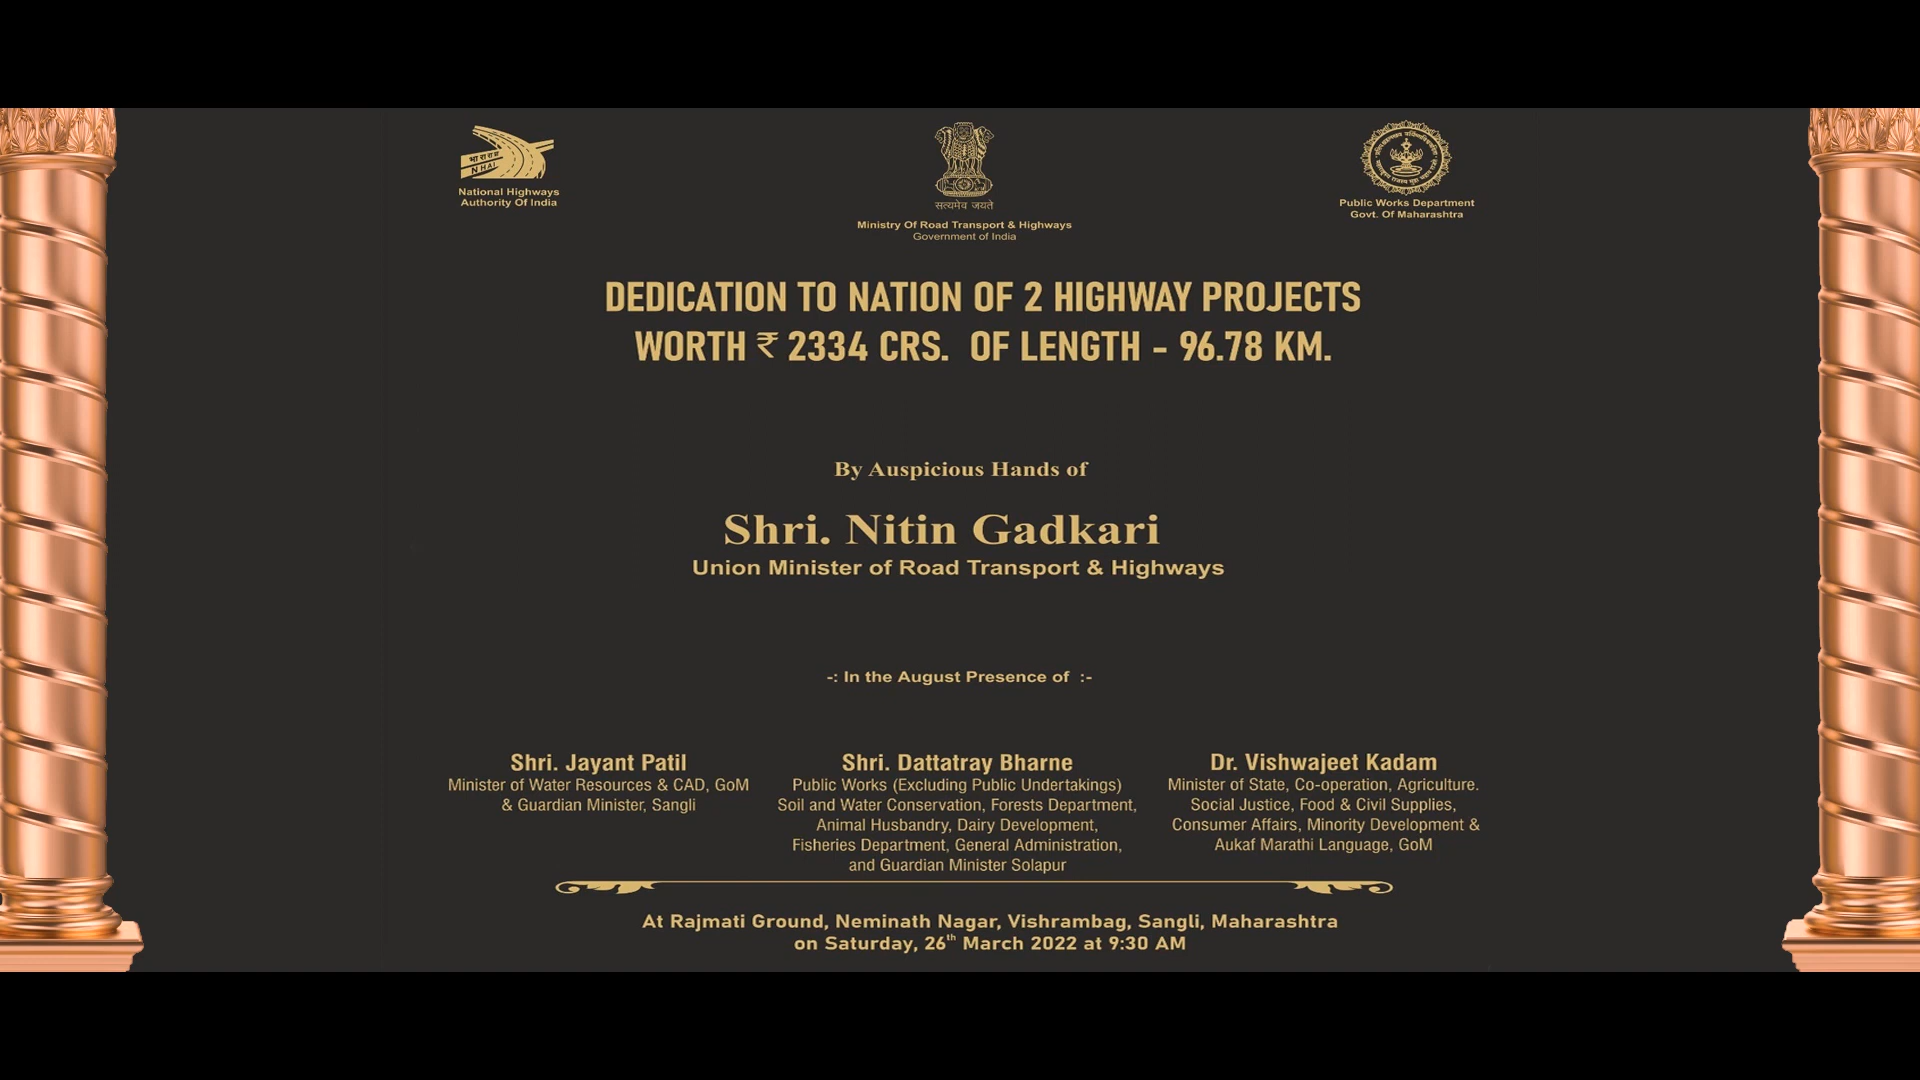 भा रा रा प्रा
NHAI
National Highways
Authority Of India
सत्यमेव जयते
Ministry Of Road Transport & Highways
Government of India
Public Works Department
Govt. Of Maharashtra
DEDICATION TO NATION OF 2 HIGHWAY PROJECTS
WORTH ₹ 2334 CRS. OF LENGTH - 96.78 KM.
By Auspicious Hands of
Shri. Nitin Gadkari
Union Minister of Road Transport & Highways
-: In the August Presence of :-
Shri. Jayant Patil
Minister of Water Resources & CAD, GoM
& Guardian Minister, Sangli
Shri. Dattatray Bharne
Public Works (Excluding Public Undertakings)
Soil and Water Conservation, Forests Department,
Animal Husbandry, Dairy Development,
Fisheries Department, General Administration,
and Guardian Minister Solapur
Dr. Vishwajeet Kadam
Minister of State, Co-operation, Agriculture.
Social Justice, Food & Civil Supplies,
Consumer Affairs, Minority Development &
Aukaf Marathi Language, GoM
At Rajmati Ground, Neminath Nagar, Vishrambag, Sangli, Maharashtra
on Saturday, 26th March 2022 at 9:30 AM